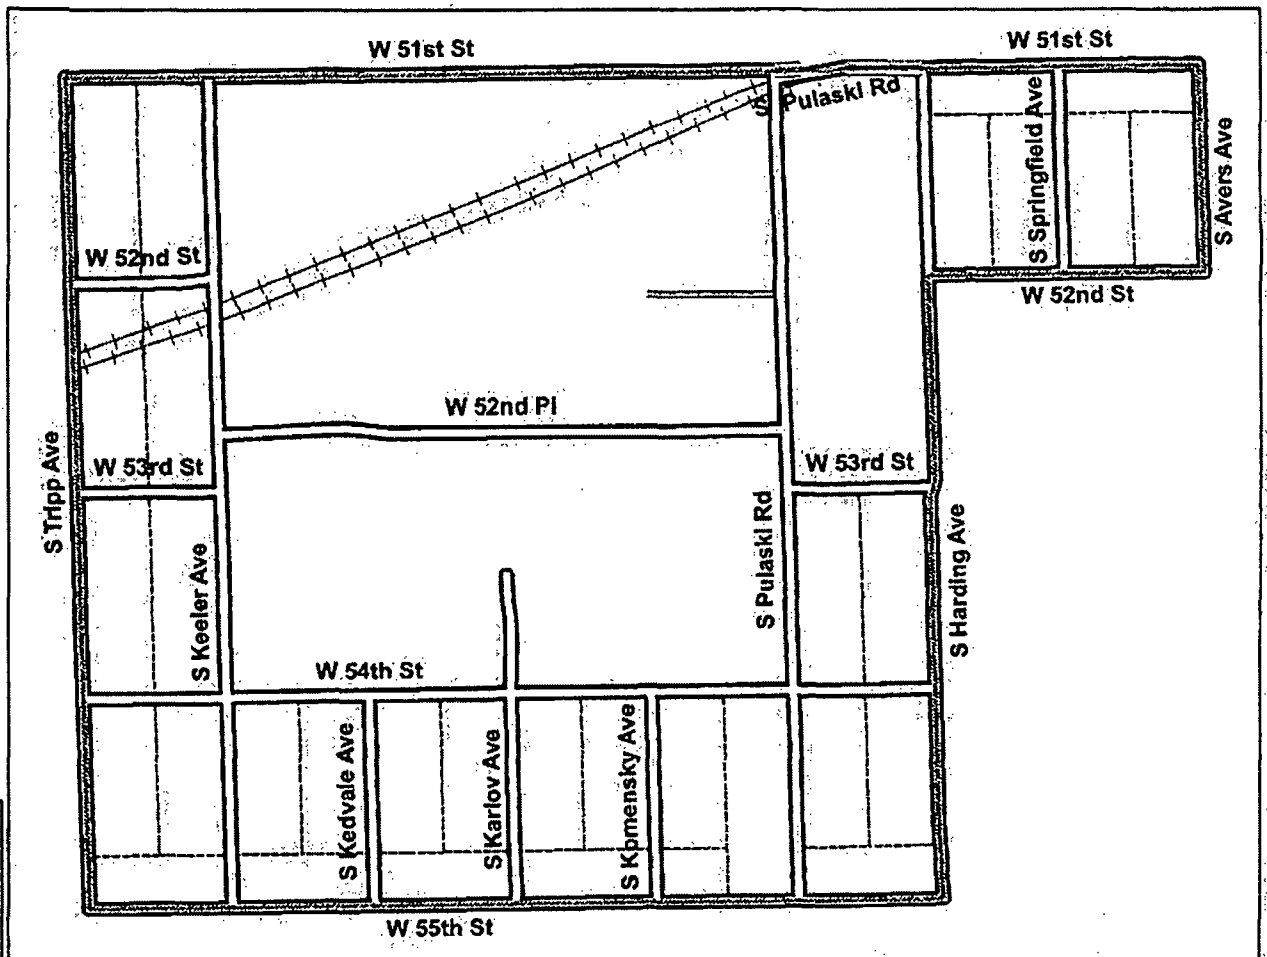 W 51st St
W 51st St
S Pulaski Rd
S Springfield Ave
S Avers Ave
W 52nd St
W 52nd St
W 52nd Pl
S Tripp Ave
W 53rd St
W 53rd St
S Keeler Ave
S Pulaski Rd
S Harding Ave
W 54th St
S Kedvale Ave
S Karlov Ave
S Komensky Ave
W 55th St